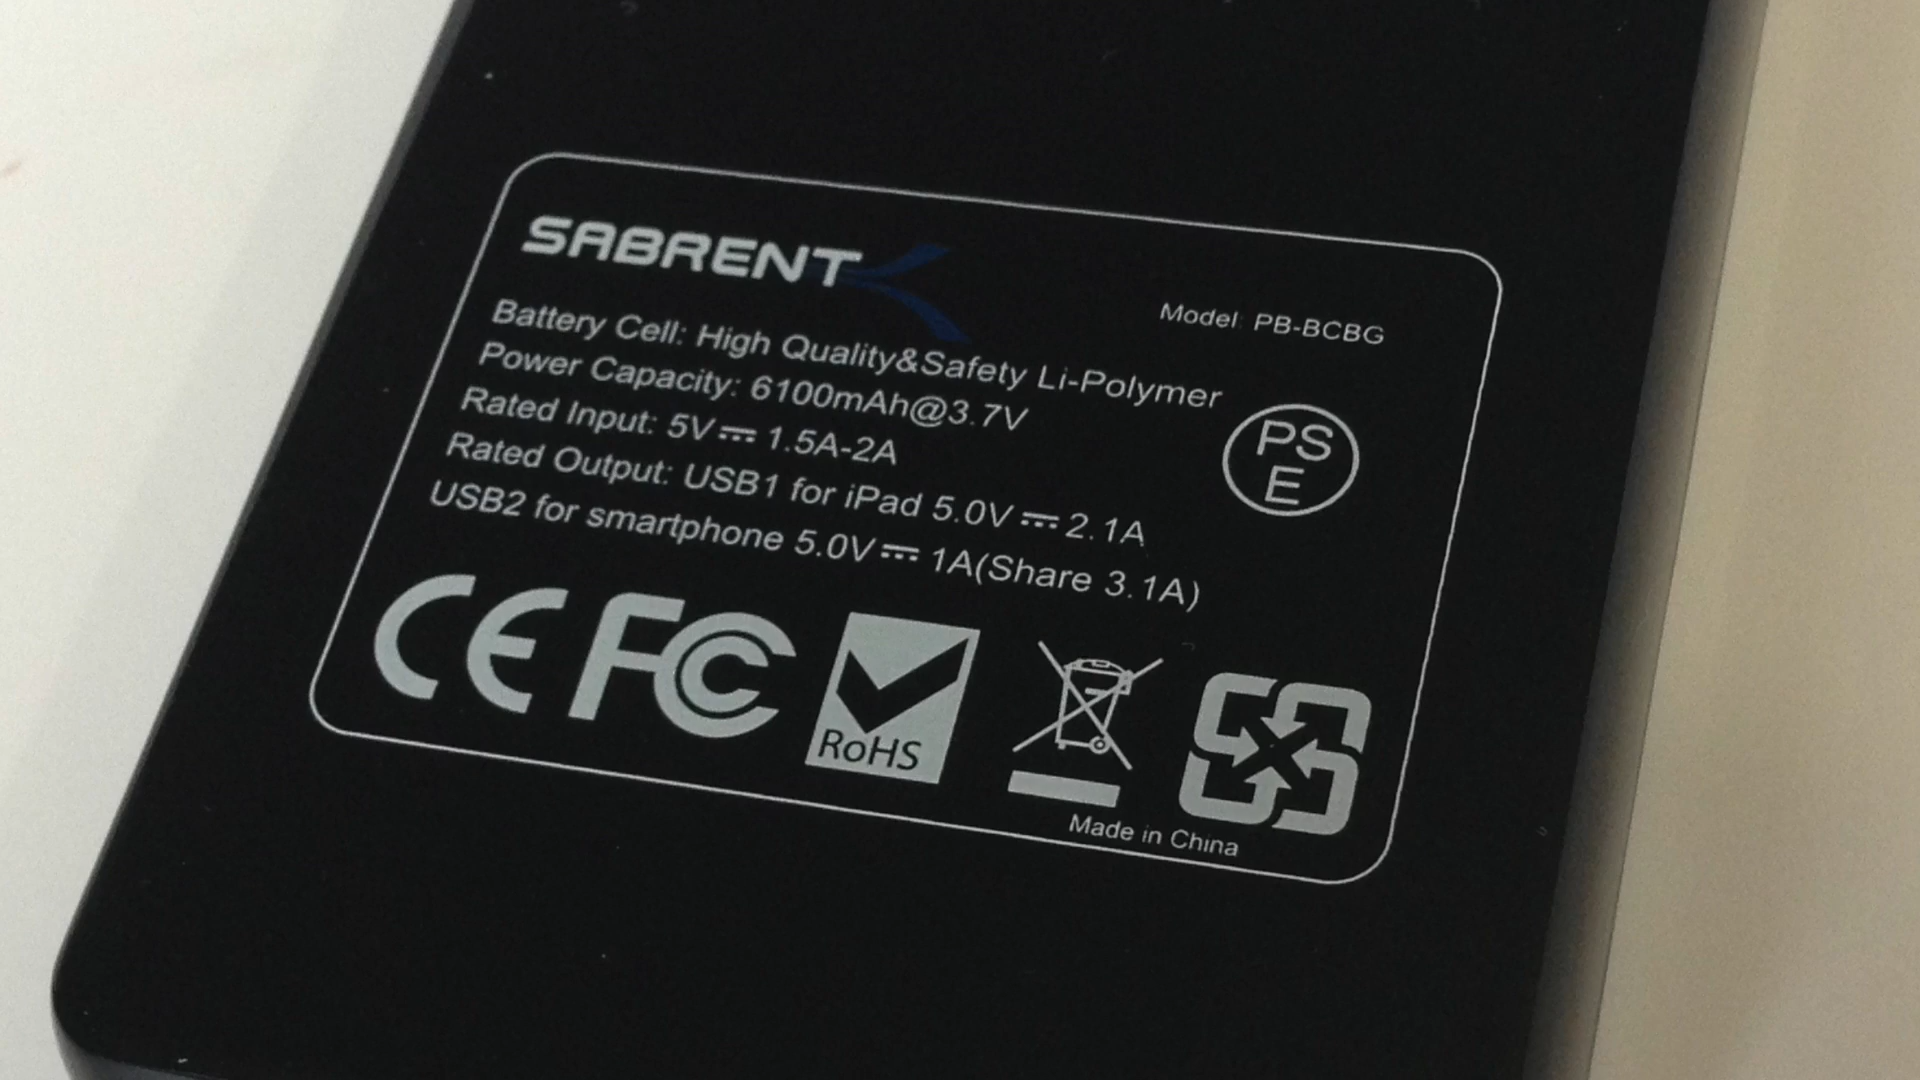 SABRENT
Model: PB-BCBG
Battery Cell: High Quality&Safety Li-Polymer
Power Capacity: 6100mAh@3.7V
Rated Input: 5V⎓1.5A-2A
Rated Output: USB1 for iPad 5.0V⎓2.1A
USB2 for smartphone 5.0V⎓1A(Share 3.1A)
PS
E
CE FC
RoHS
Made in China